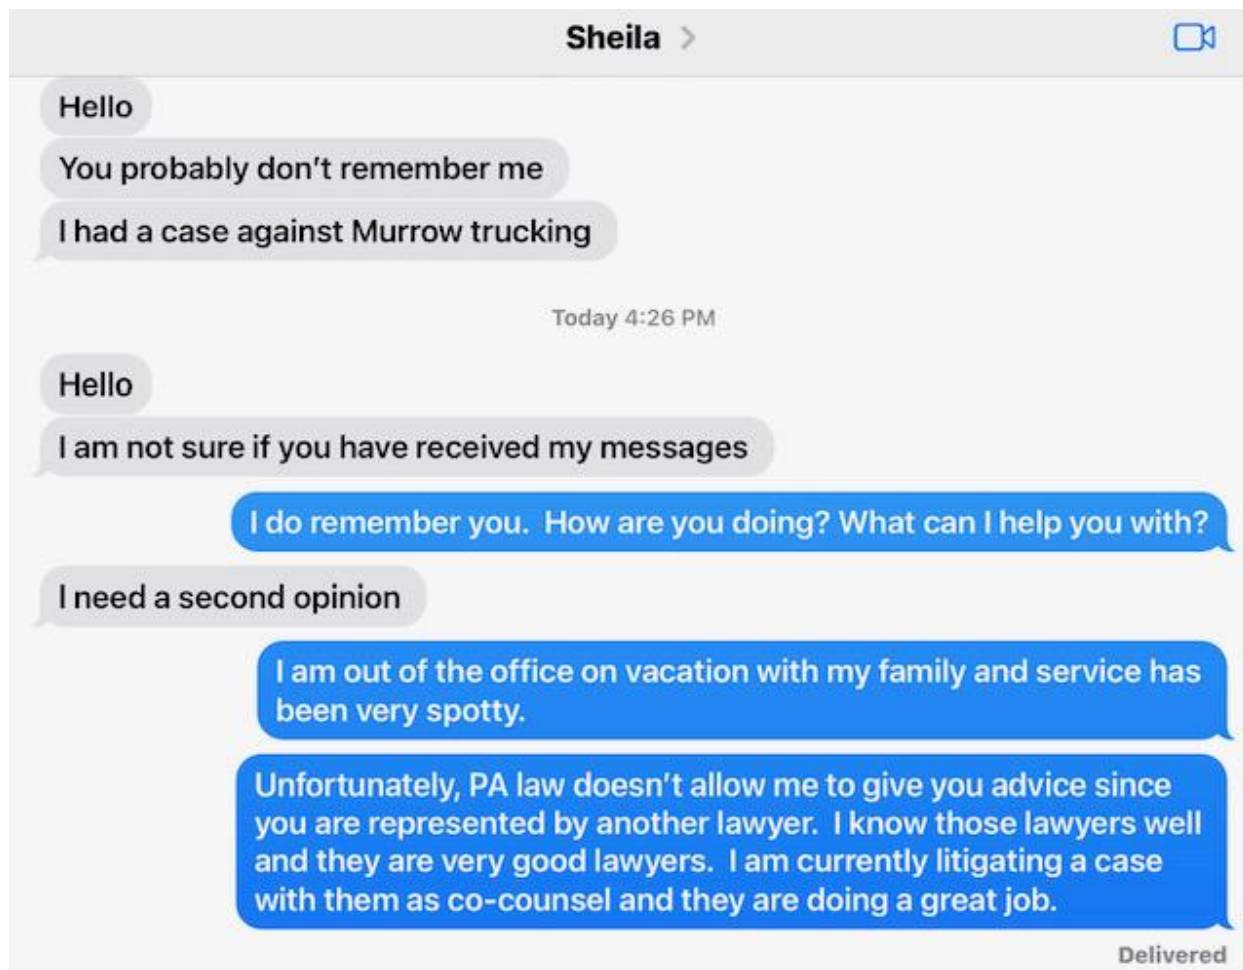 Sheila
Hello
You probably don’t remember me
I had a case against Murrow trucking
Today 4:26 PM
Hello
I am not sure if you have received my messages
I do remember you.  How are you doing? What can I help you with?
I need a second opinion
I am out of the office on vacation with my family and service has
been very spotty.
Unfortunately, PA law doesn’t allow me to give you advice since
you are represented by another lawyer.  I know those lawyers well
and they are very good lawyers.  I am currently litigating a case
with them as co-counsel and they are doing a great job.
Delivered